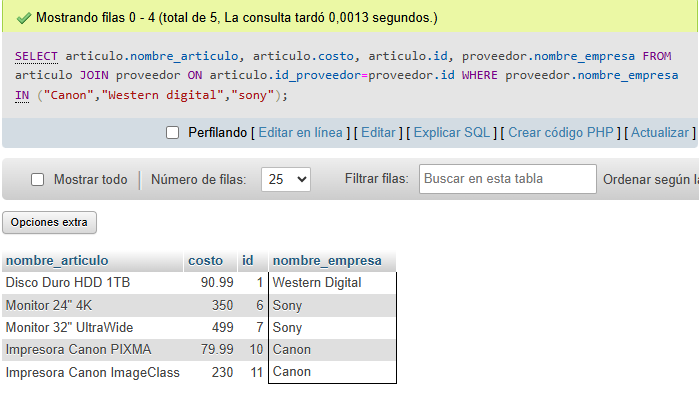 Mostrando filas 0 - 4 (total de 5, La consulta tardó 0,0013 segundos.)
SELECT articulo.nombre_articulo, articulo.costo, articulo.id, proveedor.nombre_empresa FROM
articulo JOIN proveedor ON articulo.id_proveedor=proveedor.id WHERE proveedor.nombre_empresa
IN ("Canon","Western digital","sony");
Perfilando [ Editar en línea ] [ Editar ] [ Explicar SQL ] [ Crear código PHP ] [ Actualizar ]
Mostrar todo | Número de filas: 25 Filtrar filas: Buscar en esta tabla Ordenar según la
Opciones extra
nombre_articulo costo id nombre_empresa
Disco Duro HDD 1TB 90.99 1 Western Digital
Monitor 24" 4K 350 6 Sony
Monitor 32" UltraWide 499 7 Sony
Impresora Canon PIXMA 79.99 10 Canon
Impresora Canon ImageClass 230 11 Canon